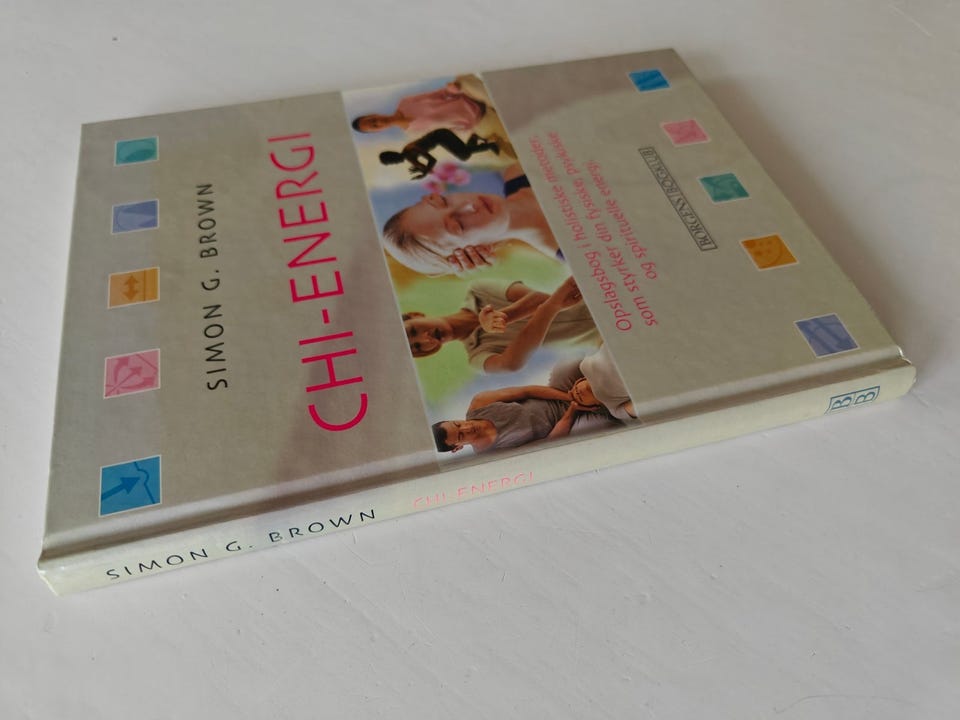 SIMON G. BROWN
CHI-ENERGI
Opslagsbog i holistiske metoder,
som styrker din fysiske psykiske
og spirituelle energi.
BORGENS BOGKLUB
SIMON G. BROWN CHI-ENERGI BB